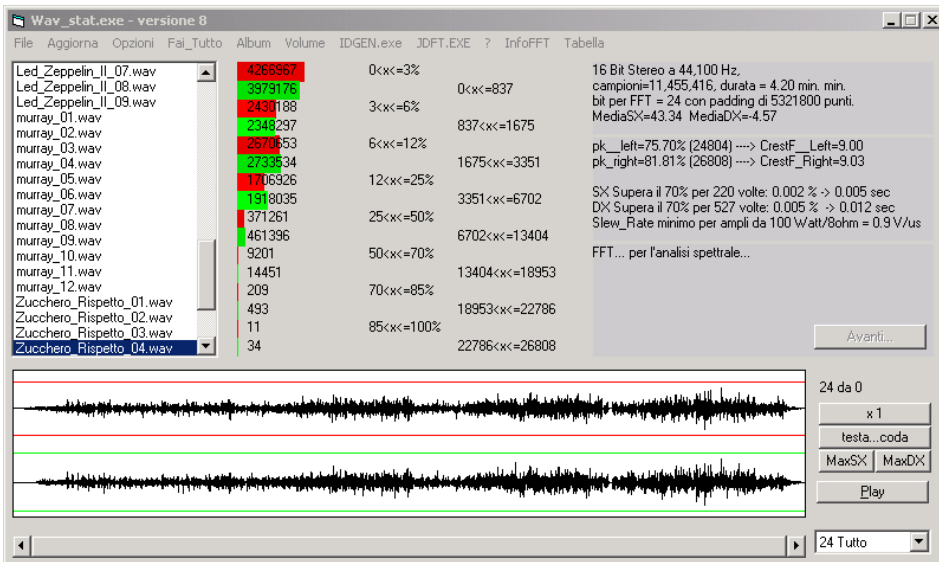 Wav_stat.exe - versione 8
File Aggiorna Opzioni Fai_Tutto Album Volume IDGEN.exe JDFT.EXE ? InfoFFT Tabella
Led_Zeppelin_II_07.wav
Led_Zeppelin_II_08.wav
Led_Zeppelin_II_09.wav
murray_01.wav
murray_02.wav
murray_03.wav
murray_04.wav
murray_05.wav
murray_06.wav
murray_07.wav
murray_08.wav
murray_09.wav
murray_10.wav
murray_11.wav
murray_12.wav
Zucchero_Rispetto_01.wav
Zucchero_Rispetto_02.wav
Zucchero_Rispetto_03.wav
Zucchero_Rispetto_04.wav
4266967 0<x<=3%
3979176 0<x<=837
2430188 3<x<=6%
2348297 837<x<=1675
2670653 6<x<=12%
2733534 1675<x<=3351
1706926 12<x<=25%
1918035 3351<x<=6702
371261 25<x<=50%
461396 6702<x<=13404
9201 50<x<=70%
14451 13404<x<=18953
209 70<x<=85%
493 18953<x<=22786
11 85<x<=100%
34 22786<x<=26808
16 Bit Stereo a 44,100 Hz,
campioni=11,455,416, durata = 4.20 min. min.
bit per FFT = 24 con padding di 5321800 punti.
MediaSX=43.34 MediaDX=-4.57
pk__left=75.70% (24804) ----> CrestF__Left=9.00
pk_right=81.81% (26808) ----> CrestF_Right=9.03
SX Supera il 70% per 220 volte: 0.002 % -> 0.005 sec
DX Supera il 70% per 527 volte: 0.005 % -> 0.012 sec
Slew_Rate minimo per ampli da 100 Watt/8ohm = 0.9 V/us
FFT... per l'analisi spettrale...
Avanti...
24 da 0
x 1
testa...coda
MaxSX MaxDX
Play
24 Tutto